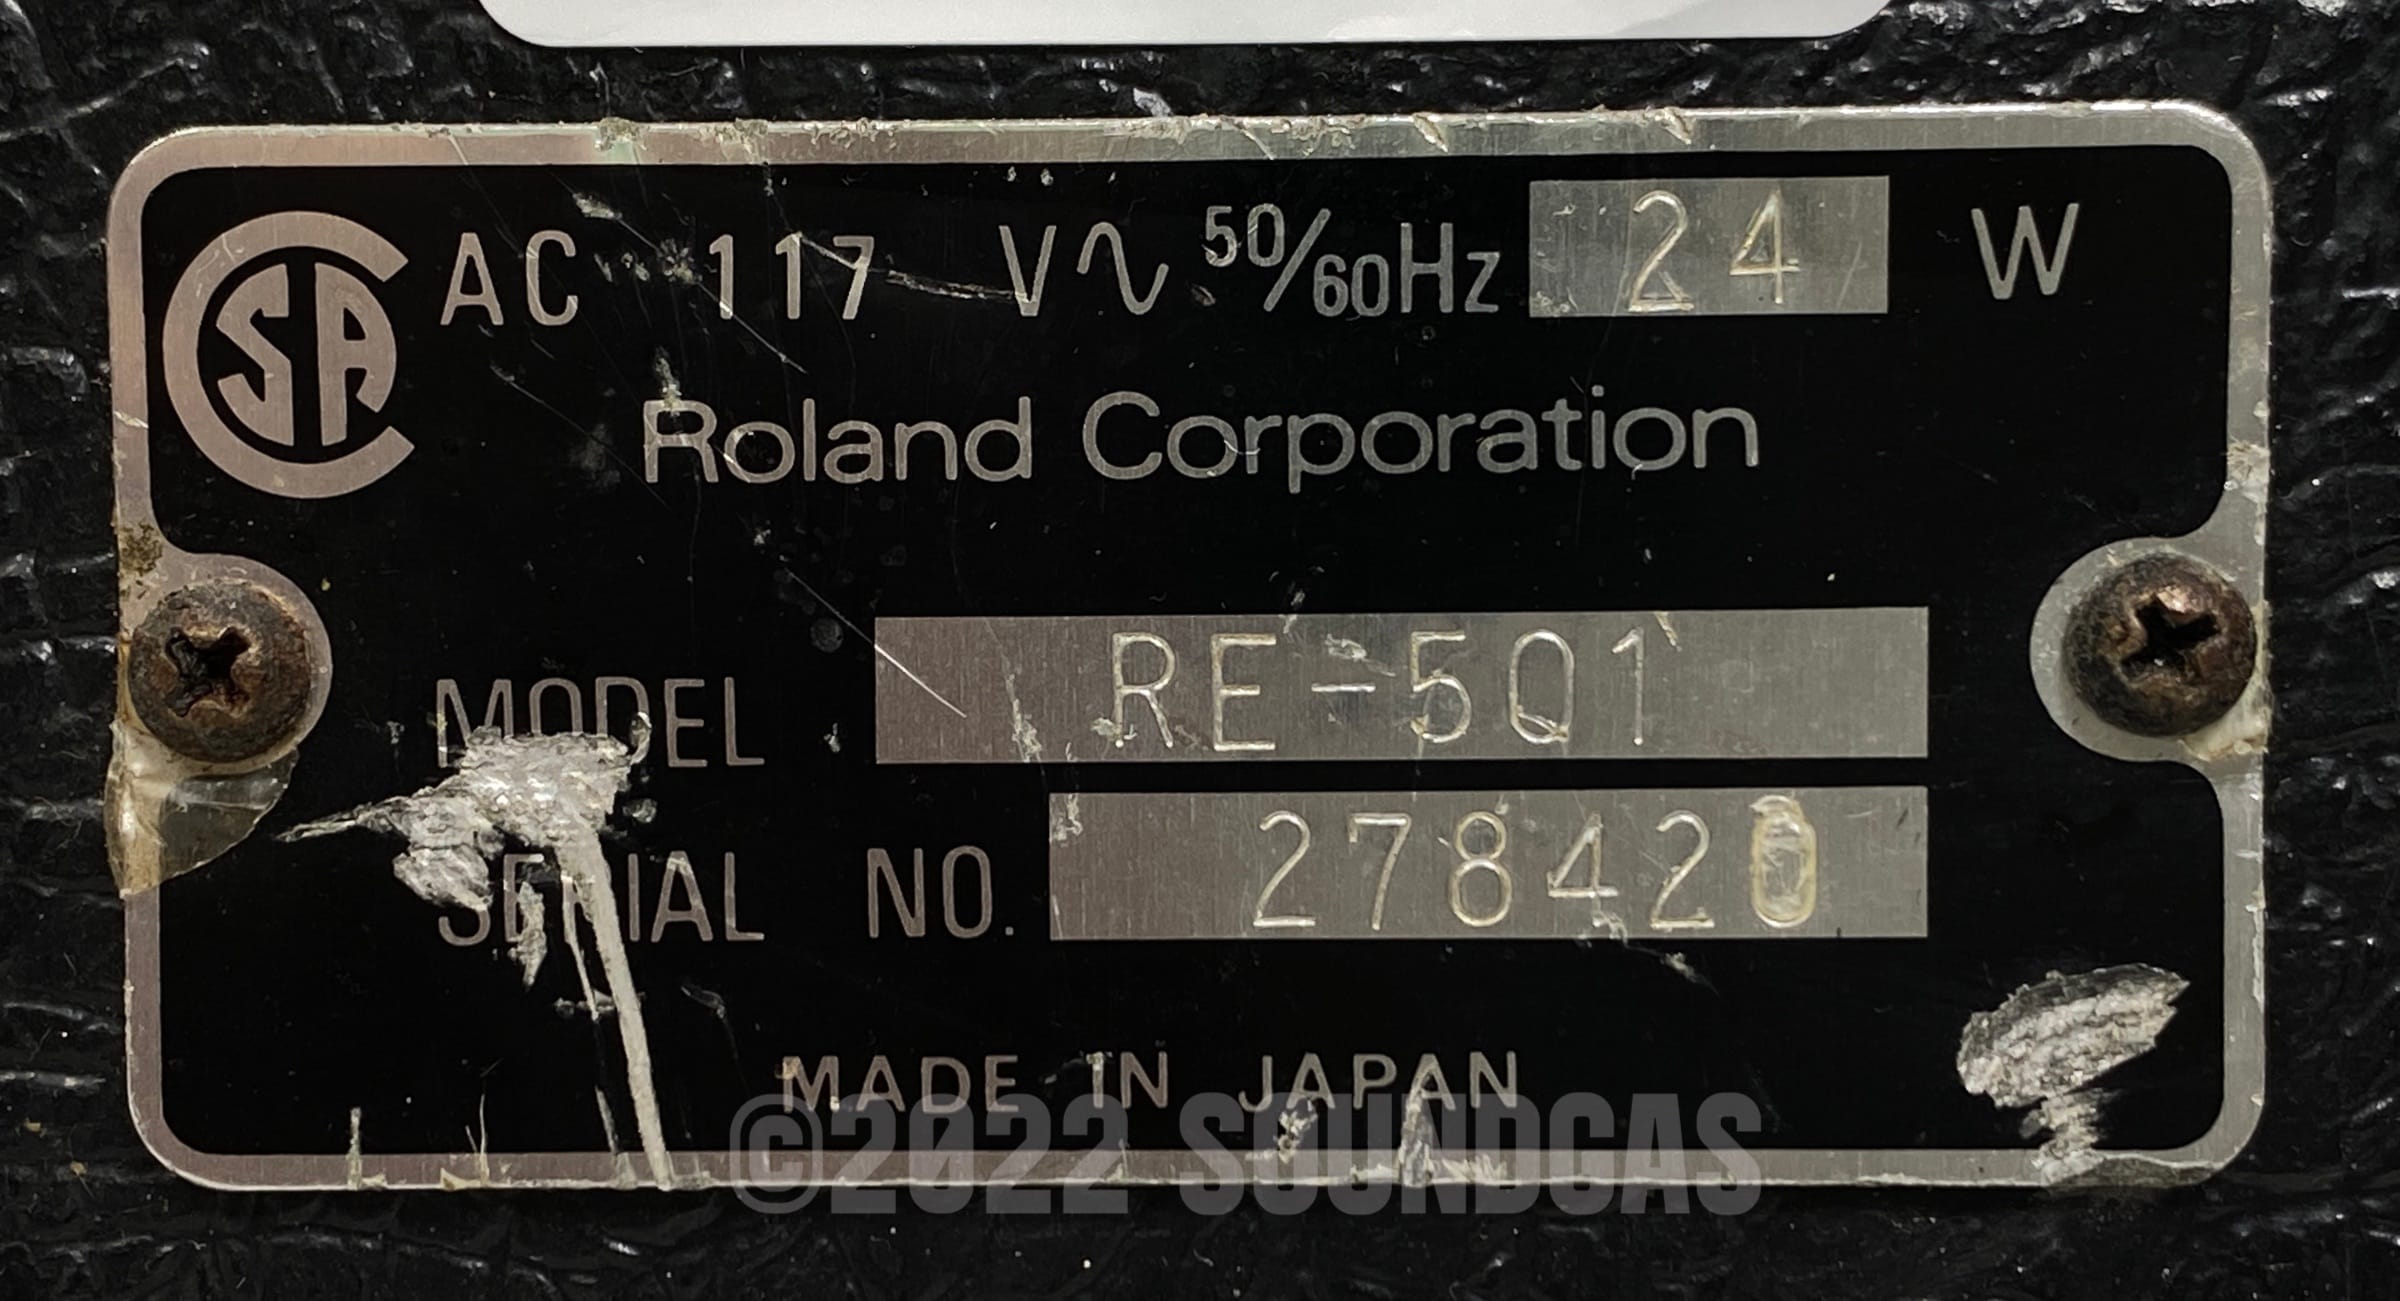 CSA AC 117 V∿ 50/60Hz 24 W
Roland Corporation
MODEL RE-501
SERIAL NO. 278420
MADE IN JAPAN
©2022 SOUNDGAS